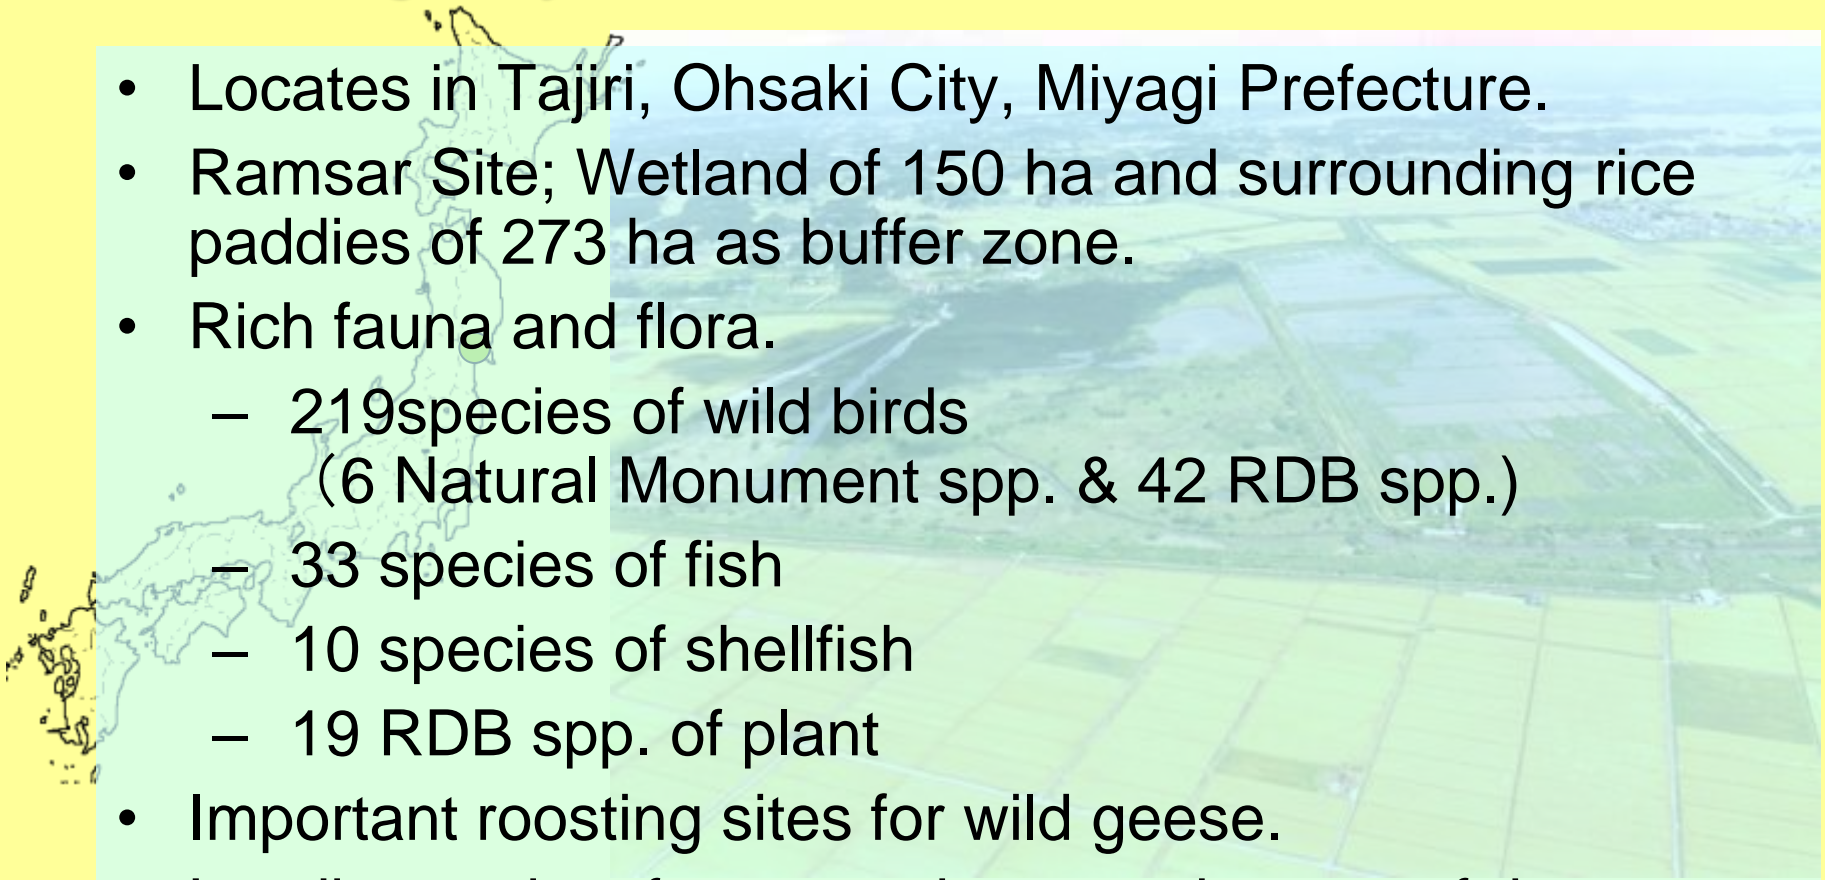 • Locates in Tajiri, Ohsaki City, Miyagi Prefecture.
• Ramsar Site; Wetland of 150 ha and surrounding rice
paddies of 273 ha as buffer zone.
• Rich fauna and flora.
– 219species of wild birds
（6 Natural Monument spp. & 42 RDB spp.)
– 33 species of fish
– 10 species of shellfish
– 19 RDB spp. of plant
• Important roosting sites for wild geese.